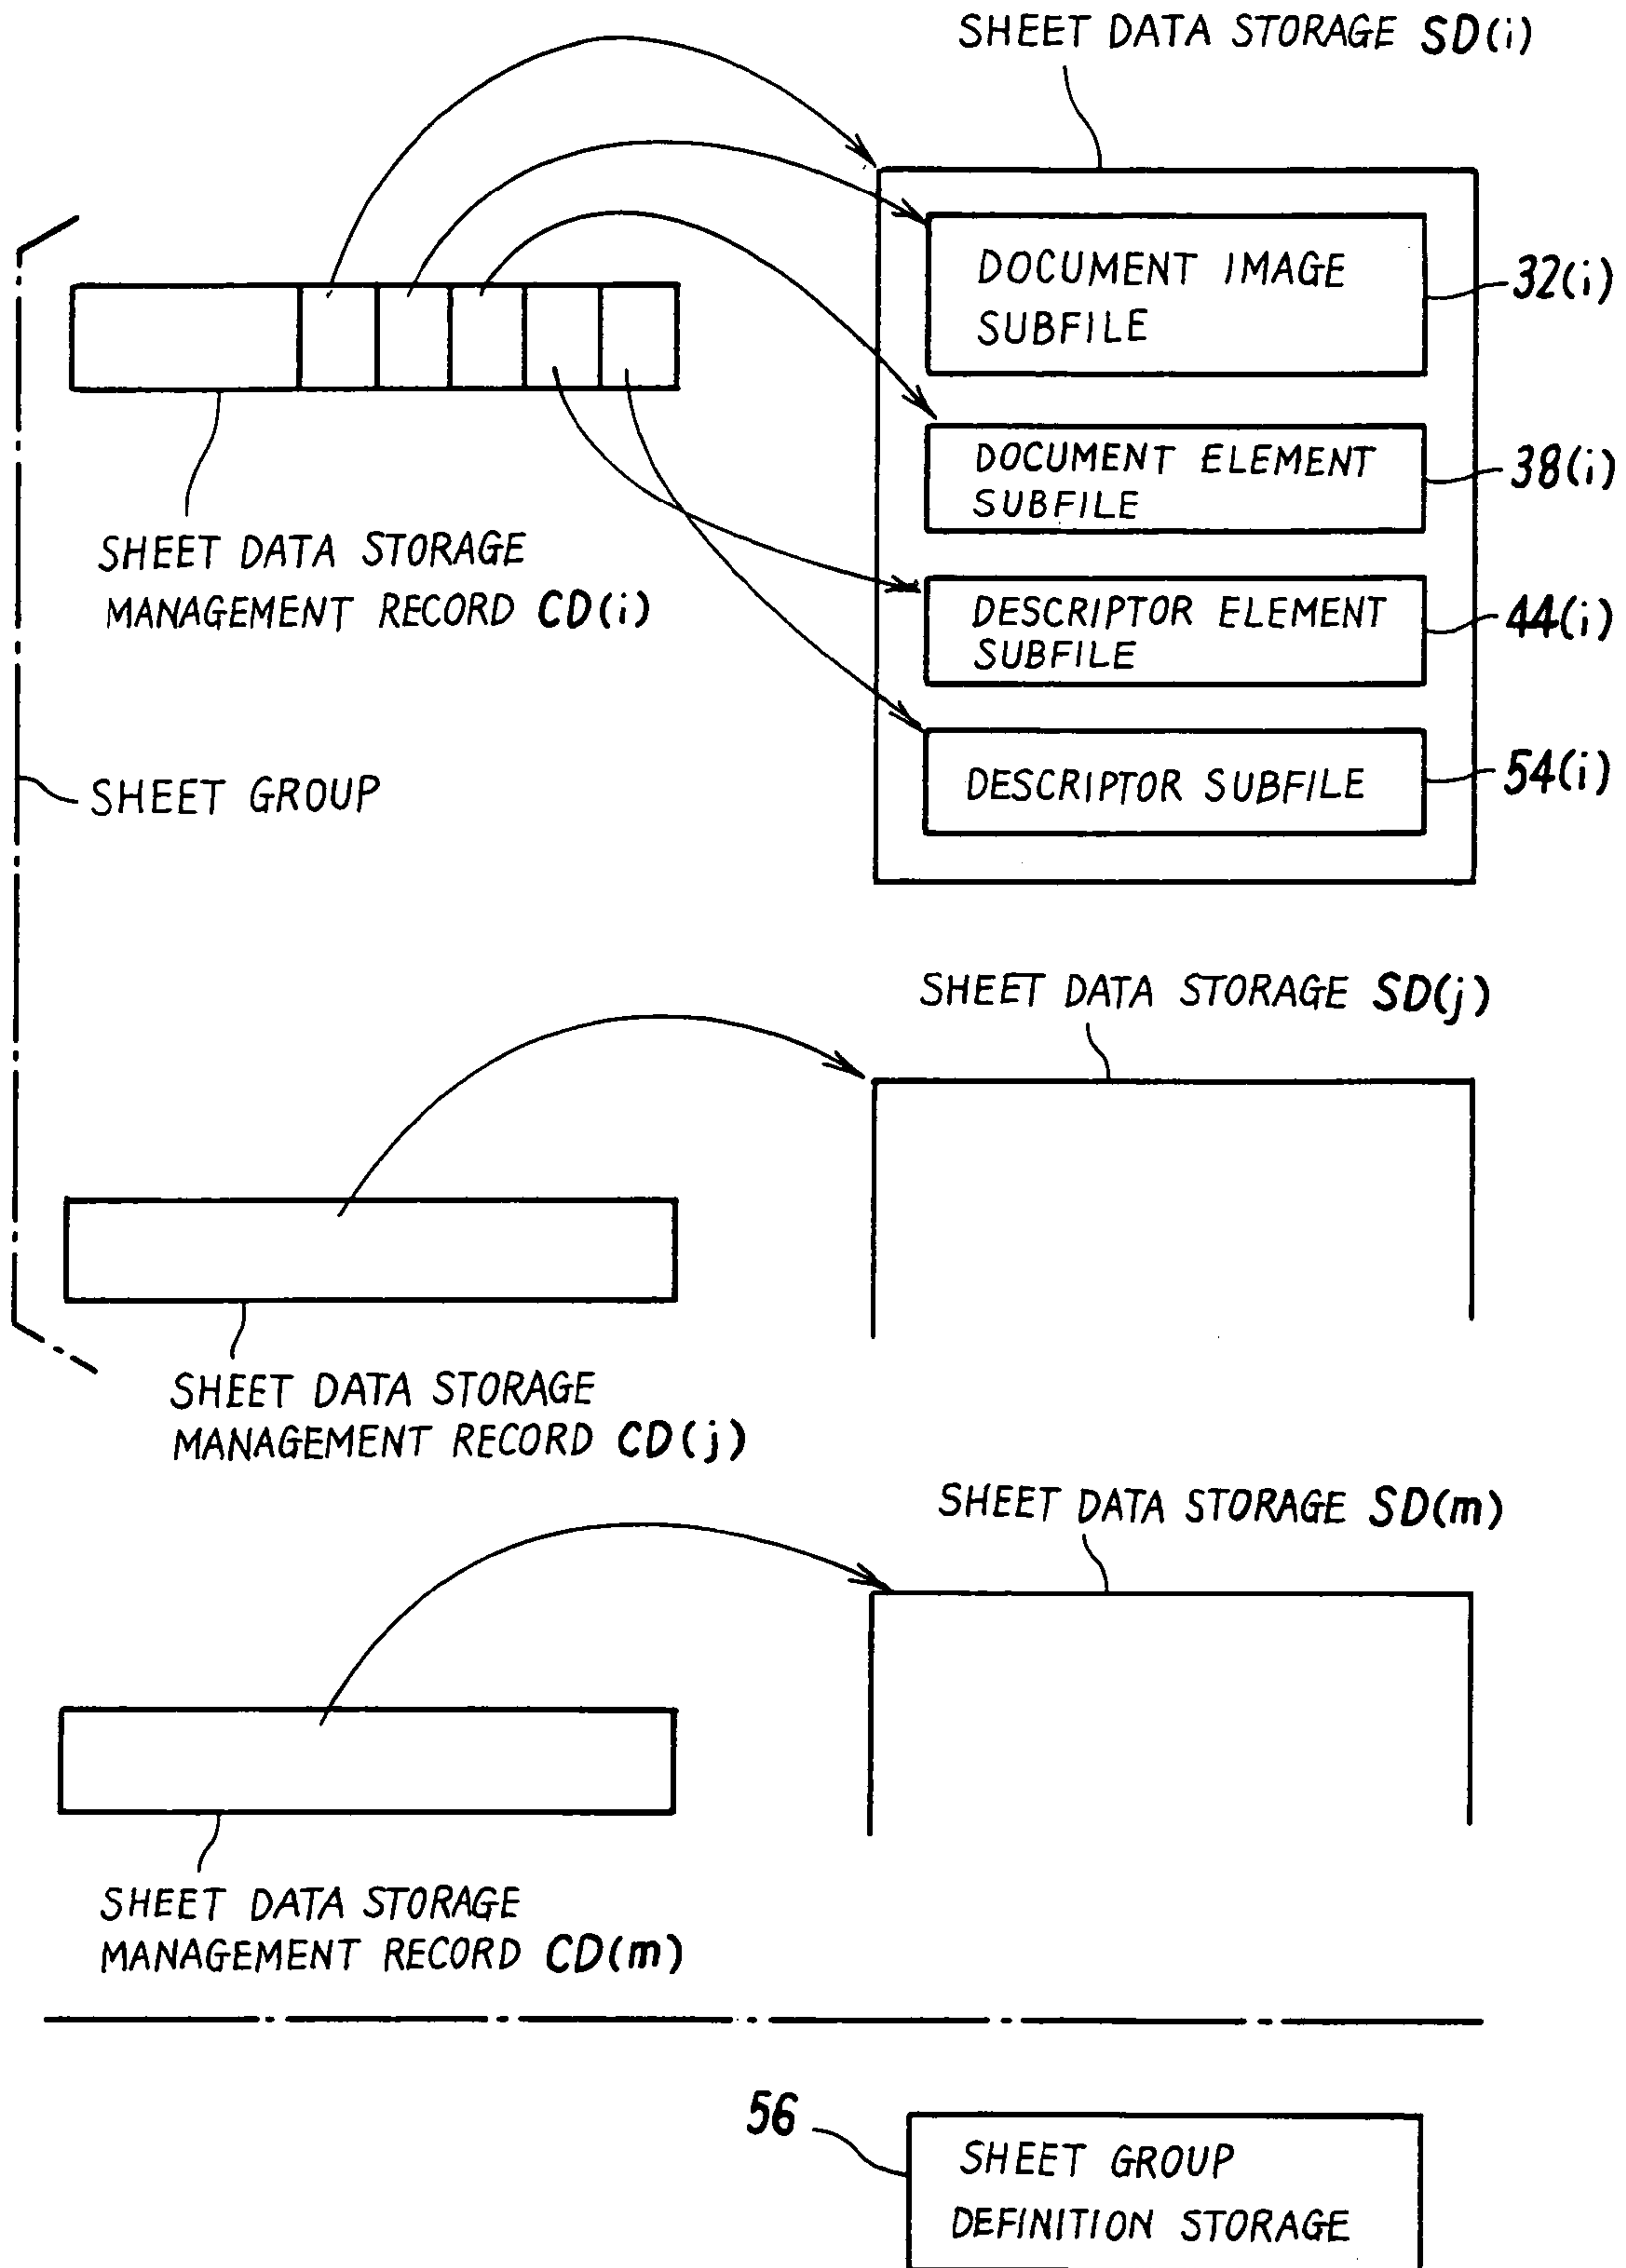 SHEET DATA STORAGE SD(i)
DOCUMENT IMAGE
SUBFILE
32(i)
DOCUMENT ELEMENT
SUBFILE
38(i)
SHEET DATA STORAGE
MANAGEMENT RECORD CD(i)
DESCRIPTOR ELEMENT
SUBFILE
44(i)
DESCRIPTOR SUBFILE
54(i)
SHEET GROUP
SHEET DATA STORAGE SD(j)
SHEET DATA STORAGE
MANAGEMENT RECORD CD(j)
SHEET DATA STORAGE SD(m)
SHEET DATA STORAGE
MANAGEMENT RECORD CD(m)
56
SHEET GROUP
DEFINITION STORAGE